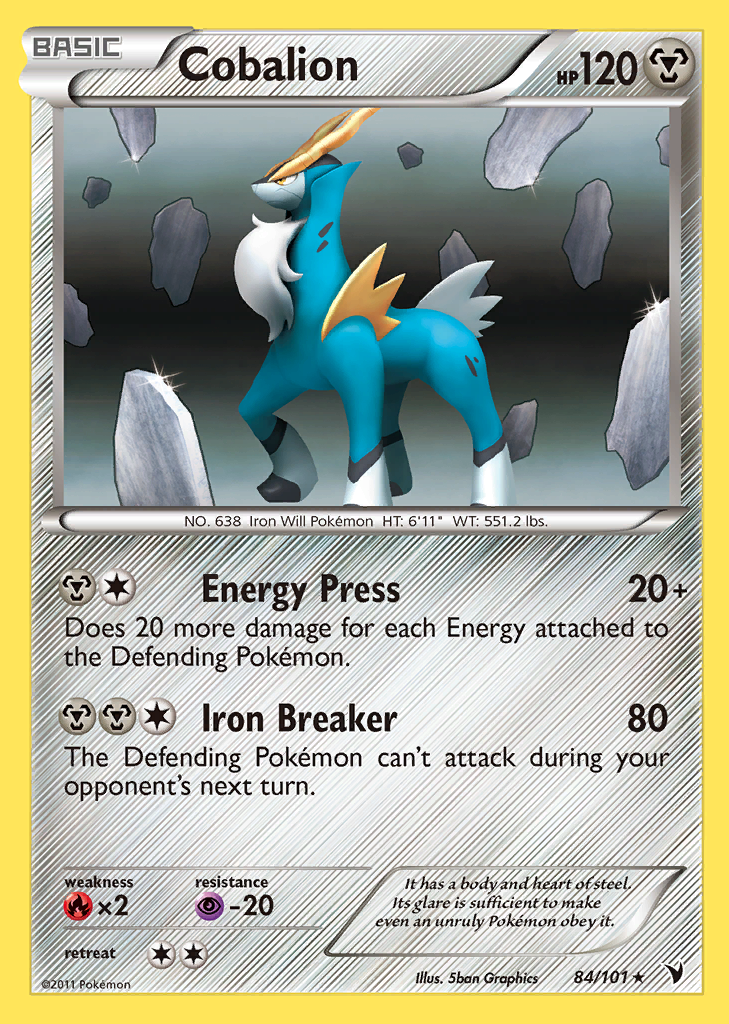 BASIC
Cobalion
HP120
NO. 638 Iron Will Pokémon HT: 6'11" WT: 551.2 lbs.
Energy Press 20+
Does 20 more damage for each Energy attached to
the Defending Pokémon.
Iron Breaker 80
The Defending Pokémon can't attack during your
opponent's next turn.
weakness resistance
×2 -20
retreat
It has a body and heart of steel.
Its glare is sufficient to make
even an unruly Pokémon obey it.
©2011 Pokémon
Illus. 5ban Graphics 84/101★